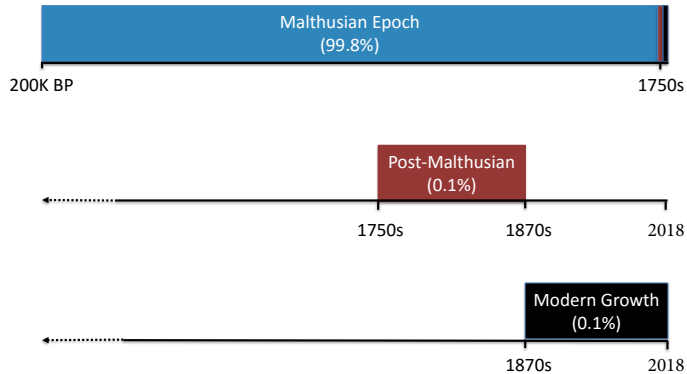 Malthusian Epoch
(99.8%)
200K BP
1750s
Post-Malthusian
(0.1%)
1750s
1870s
2018
Modern Growth
(0.1%)
1870s
2018